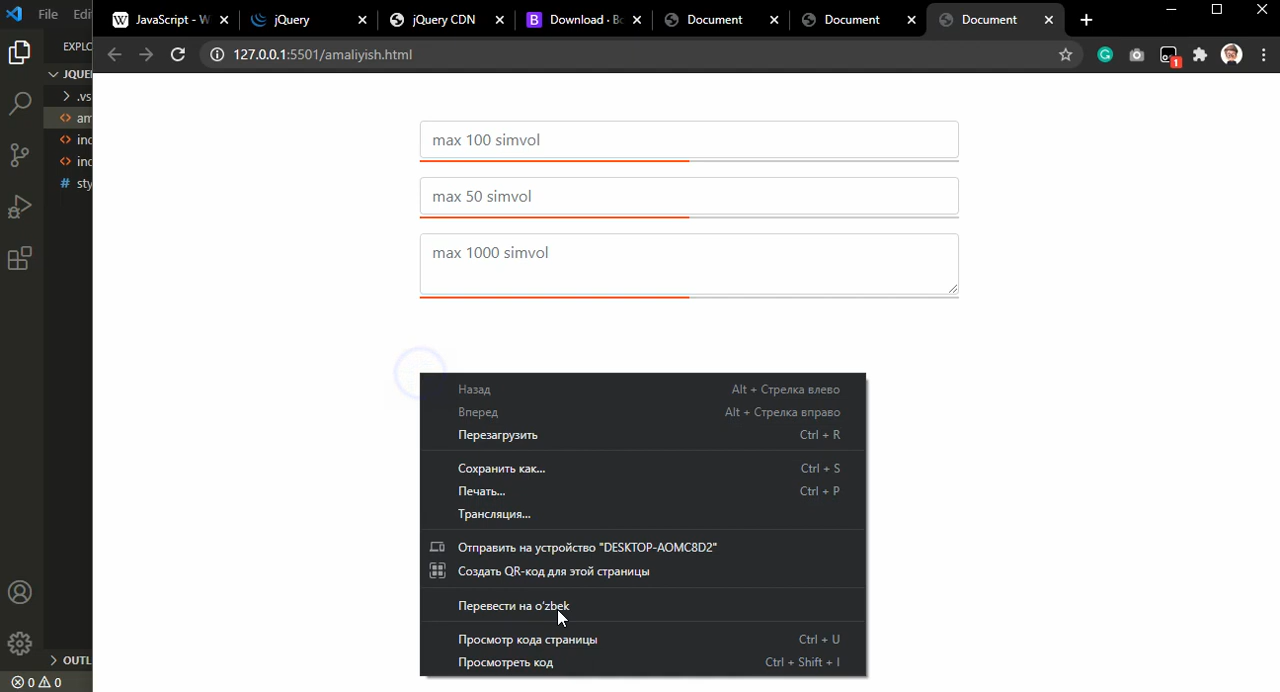 File Edi
JavaScript - W
jQuery
jQuery CDN
Download · Bo
Document
Document
Document
EXPLO
127.0.0.1:5501/amaliyish.html
1
JQUE
.vs
am
ind
ind
sty
max 100 simvol
max 50 simvol
max 1000 simvol
Назад Alt + Стрелка влево
Вперед Alt + Стрелка вправо
Перезагрузить Ctrl + R
Сохранить как... Ctrl + S
Печать... Ctrl + P
Трансляция...
Отправить на устройство "DESKTOP-AOMC8D2"
Создать QR-код для этой страницы
Перевести на o'zbek
Просмотр кода страницы Ctrl + U
Просмотреть код Ctrl + Shift + I
OUTL
0 0